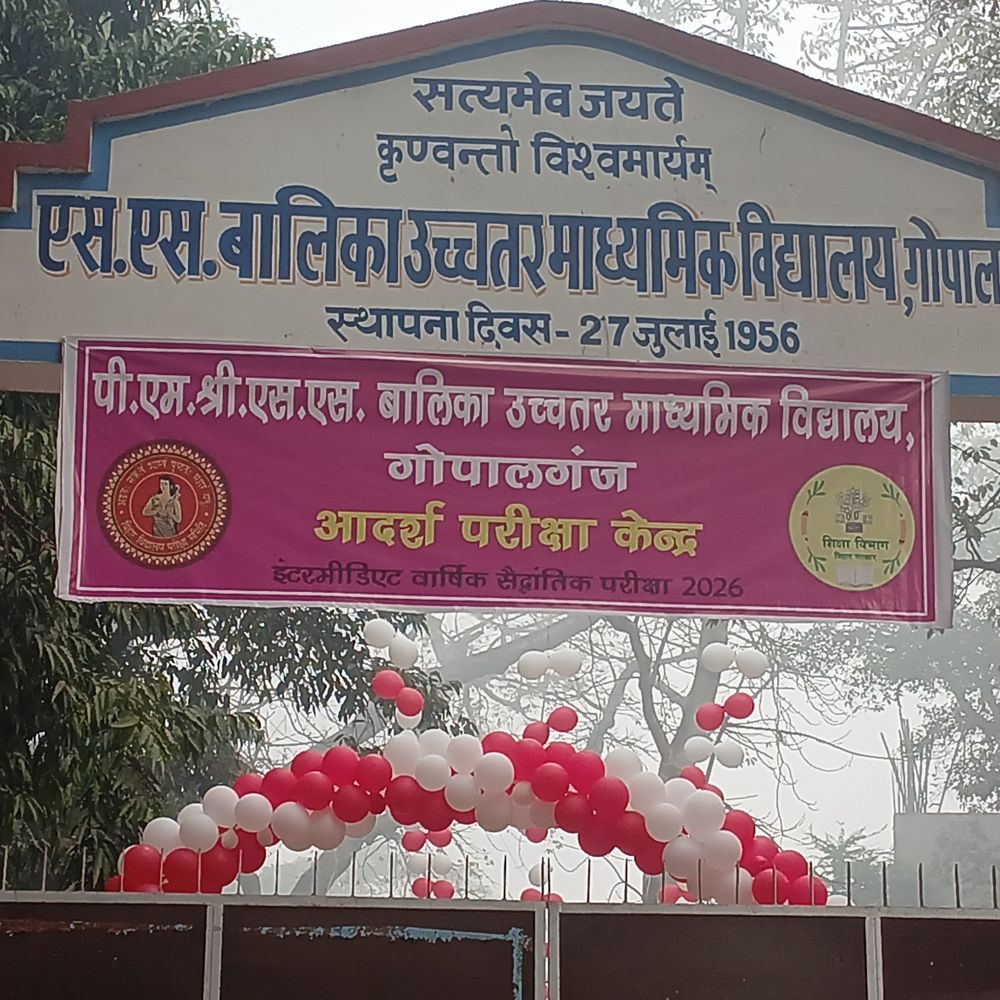 सत्यमेव जयते
कृण्वन्तो विश्वमार्यम्
एस.एस.बालिका उच्चतर माध्यमिक विद्यालय,गोपाल
स्थापना दिवस - 27 जुलाई 1956
पी.एम.श्री.एस.एस. बालिका उच्चतर माध्यमिक विद्यालय,
गोपालगंज
आदर्श परीक्षा केन्द्र
इंटरमीडिएट वार्षिक सैद्धांतिक परीक्षा 2026
शिक्षा विभाग
बिहार सरकार